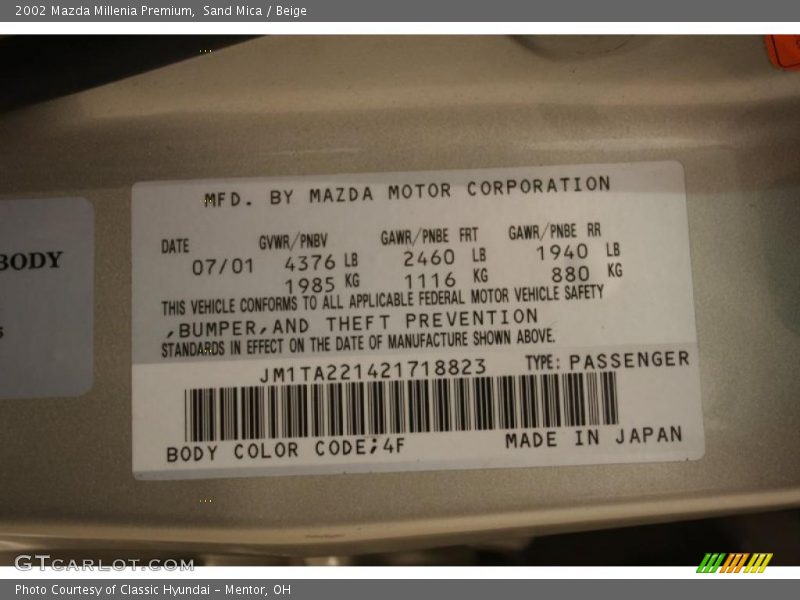 2002 Mazda Millenia Premium, Sand Mica / Beige
BODY
MFD. BY MAZDA MOTOR CORPORATION
DATE GVWR/PNBV GAWR/PNBE FRT GAWR/PNBE RR
07/01 4376 LB 2460 LB 1940 LB
1985 KG 1116 KG 880 KG
THIS VEHICLE CONFORMS TO ALL APPLICABLE FEDERAL MOTOR VEHICLE SAFETY
,BUMPER,AND THEFT PREVENTION
STANDARDS IN EFFECT ON THE DATE OF MANUFACTURE SHOWN ABOVE.
JM1TA221421718823 TYPE: PASSENGER
BODY COLOR CODE;4F MADE IN JAPAN
GTCARLOT.COM
Photo Courtesy of Classic Hyundai - Mentor, OH